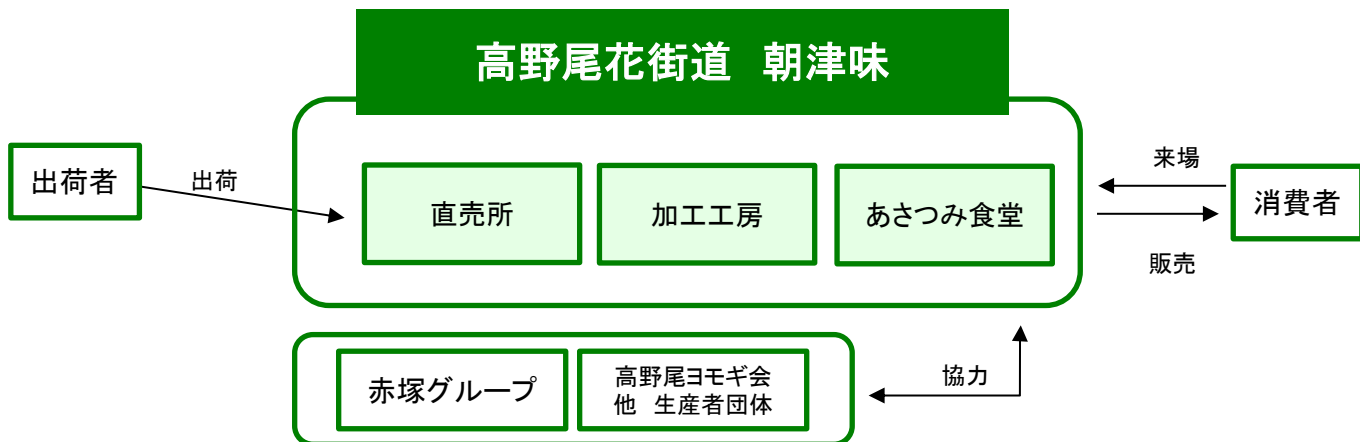 高野尾花街道　朝津味
出荷者
出荷
直売所
加工工房
あさつみ食堂
来場
販売
消費者
赤塚グループ
高野尾ヨモギ会
他　生産者団体
協力